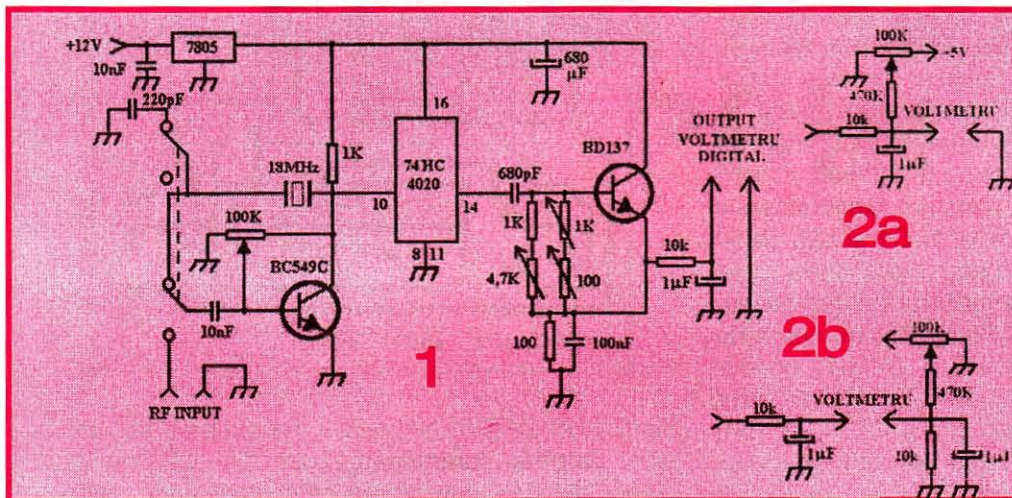 +12V
7805
10nF
220pF
680
µF
16
1K
18MHz
74HC
4020
10
14
8 11
100K
BC549C
10nF
RF INPUT
680pF
BD137
1K
1K
4,7K
100
100
100nF
10k
1µF
OUTPUT
VOLTMETRU
DIGITAL
1
100K
+5V
470K
10k
VOLTMETRU
1µF
2a
2b
100k
470K
10k
VOLTMETRU
1µF
10k